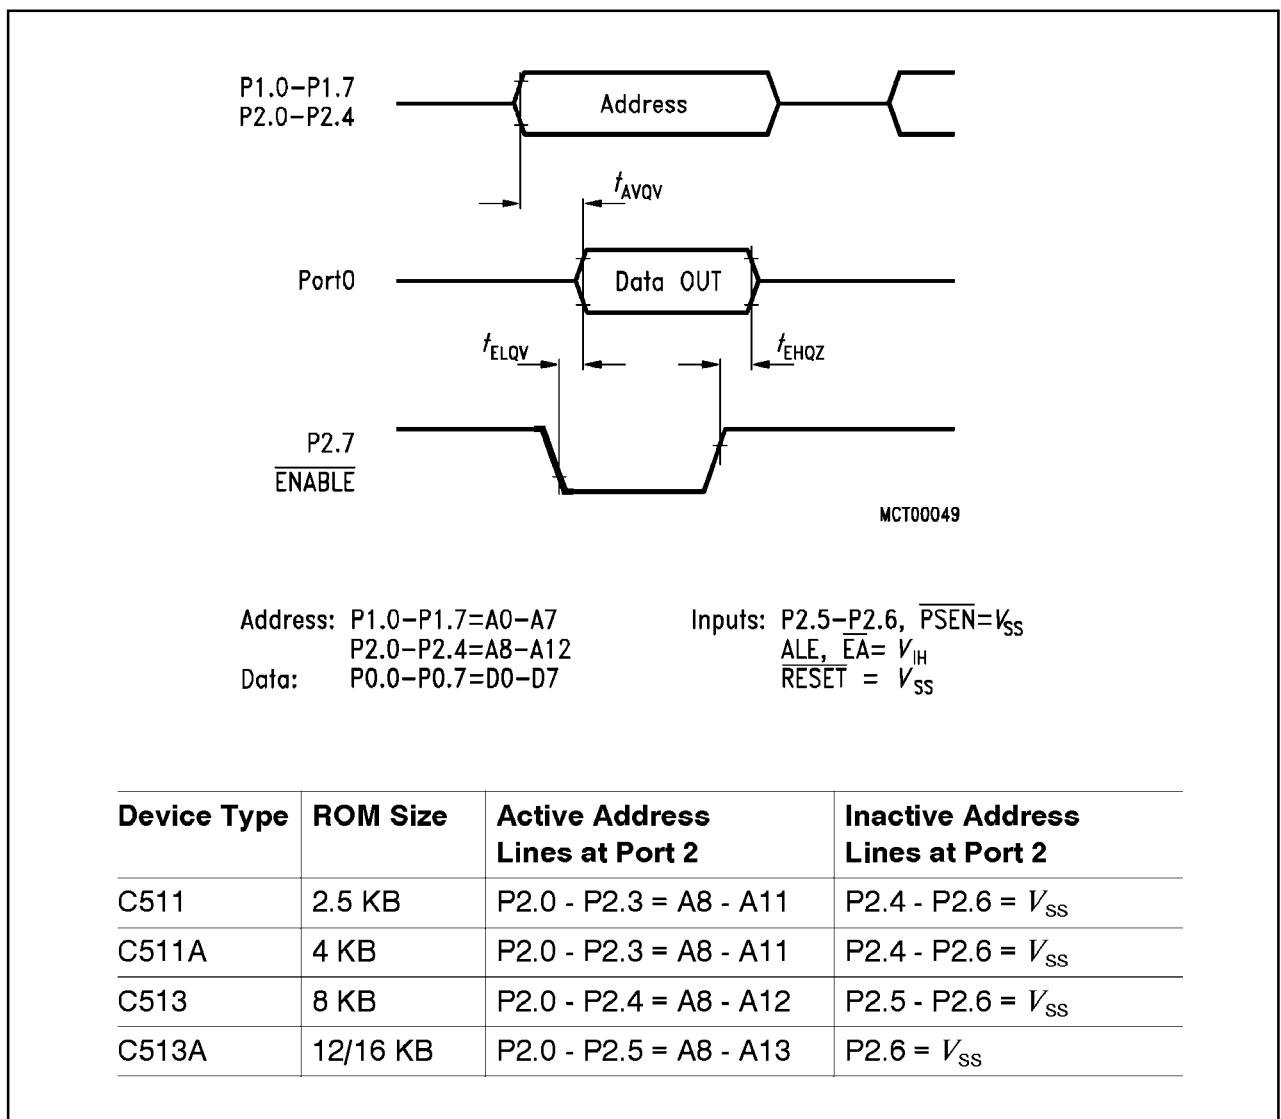 P1.0–P1.7
P2.0–P2.4
Address
tAVQV
Port0
Data OUT
tELQV
tEHQZ
P2.7
ENABLE
MCT00049
Address: P1.0–P1.7=A0–A7
P2.0–P2.4=A8–A12
Data: P0.0–P0.7=D0–D7
Inputs: P2.5–P2.6, PSEN=VSS
ALE, EA= VIH
RESET = VSS
Device Type ROM Size Active Address Lines at Port 2 Inactive Address Lines at Port 2
C511 2.5 KB P2.0 - P2.3 = A8 - A11 P2.4 - P2.6 = VSS
C511A 4 KB P2.0 - P2.3 = A8 - A11 P2.4 - P2.6 = VSS
C513 8 KB P2.0 - P2.4 = A8 - A12 P2.5 - P2.6 = VSS
C513A 12/16 KB P2.0 - P2.5 = A8 - A13 P2.6 = VSS